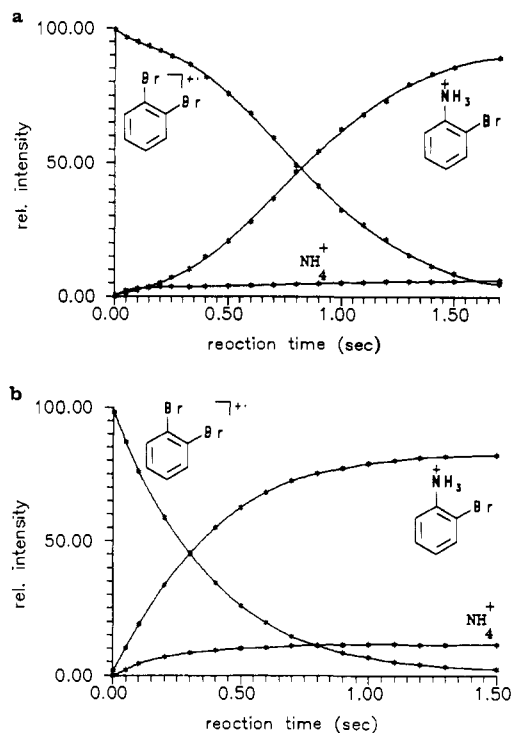 a
100.00
50.00
0.00
rel. intensity
Br
Br
+·
+
NH3
Br
NH4+
0.00 0.50 1.00 1.50
reaction time (sec)
b
100.00
50.00
0.00
rel. intensity
Br
Br
+·
+
NH3
Br
NH4+
0.00 0.50 1.00 1.50
reaction time (sec)